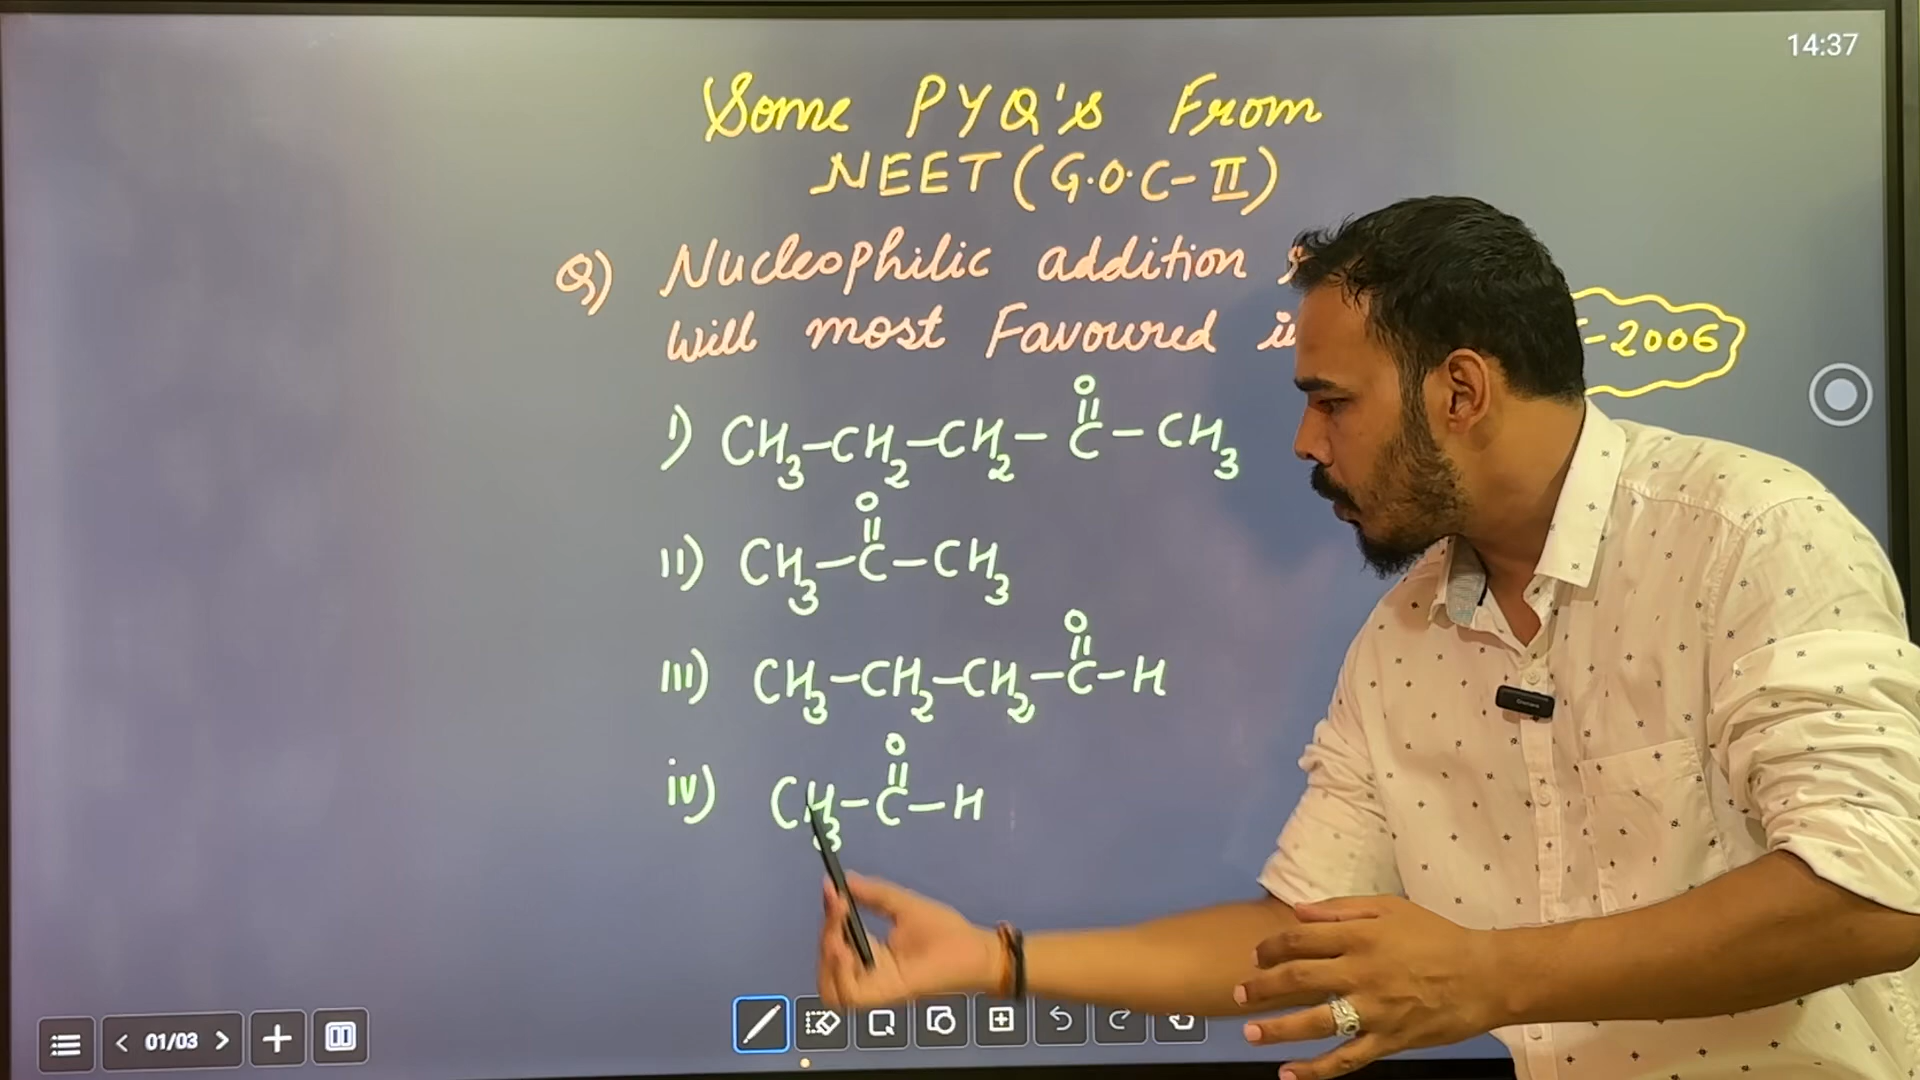 14:37
Some PYQ's From
NEET (G.O.C-II)
Q) Nucleophilic addition
will most Favoured
-2006
O
||
i) CH3-CH2-CH2-C-CH3
O
||
ii) CH3-C-CH3
O
||
iii) CH3-CH2-CH2-C-H
O
||
iv) CH3-C-H
01/03